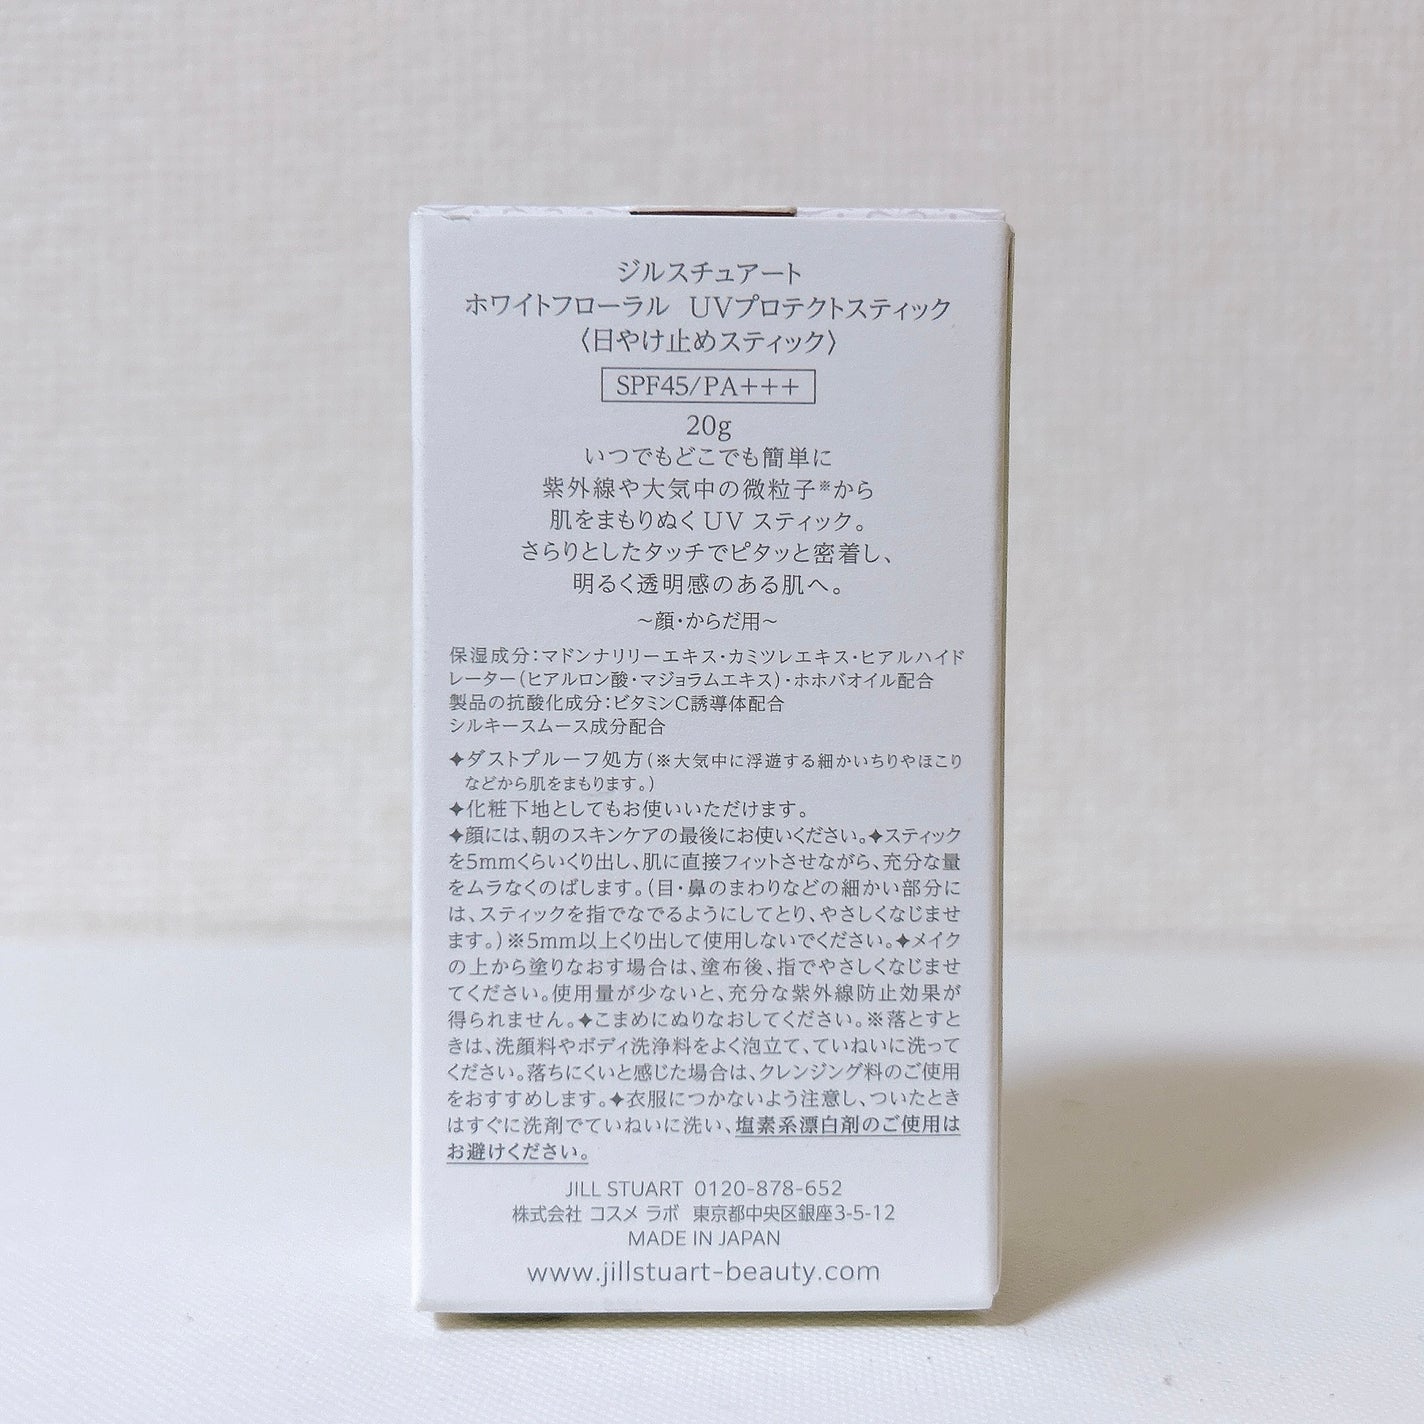 ジルスチュアート
ホワイトフローラル UVプロテクトスティック
〈日やけ止めスティック〉
SPF45/PA+++
20g
いつでもどこでも簡単に
紫外線や大気中の微粒子※から
肌をまもりぬくUV スティック。
さらりとしたタッチでピタッと密着し、
明るく透明感のある肌へ。
~顔・からだ用~
保湿成分：マドンナリリーエキス・カミツレエキス・ヒアルハイド
レーター（ヒアルロン酸・マジョラムエキス）・ホホバオイル配合
製品の抗酸化成分：ビタミンC誘導体配合
シルキースムース成分配合
✦ダストプルーフ処方（※大気中に浮遊する細かいちりやほこり
などから肌をまもります。）
✦化粧下地としてもお使いいただけます。
✦顔には、朝のスキンケアの最後にお使いください。✦スティック
を5mmくらいくり出し、肌に直接フィットさせながら、充分な量
をムラなくのばします。（目・鼻のまわりなどの細かい部分に
は、スティックを指でなでるようにしてとり、やさしくなじませ
ます。）※5mm以上くり出して使用しないでください。✦メイク
の上から塗りなおす場合は、塗布後、指でやさしくなじませ
てください。使用量が少ないと、充分な紫外線防止効果が
得られません。✦こまめにぬりなおしてください。※落とすと
きは、洗顔料やボディ洗浄料をよく泡立て、ていねいに洗って
ください。落ちにくいと感じた場合は、クレンジング料のご使用
をおすすめします。✦衣服につかないよう注意し、ついたとき
はすぐに洗剤でていねいに洗い、塩素系漂白剤のご使用は
お避けください。
JILL STUART 0120-878-652
株式会社 コスメ ラボ 東京都中央区銀座3-5-12
MADE IN JAPAN
www.jillstuart-beauty.com